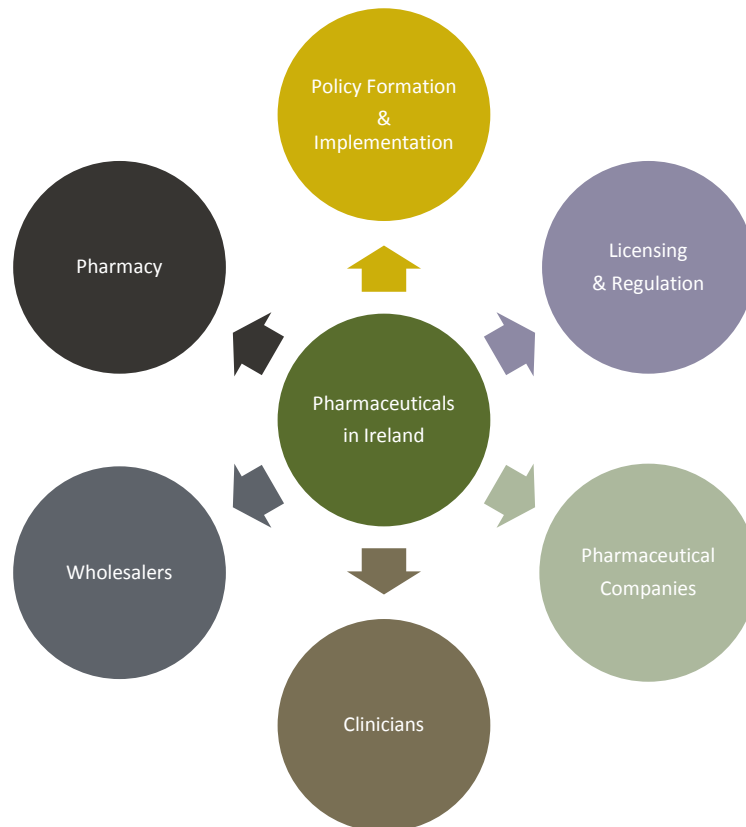 Policy Formation
&
Implementation
Pharmacy
Licensing
& Regulation
Pharmaceuticals
in Ireland
Wholesalers
Pharmaceutical
Companies
Clinicians